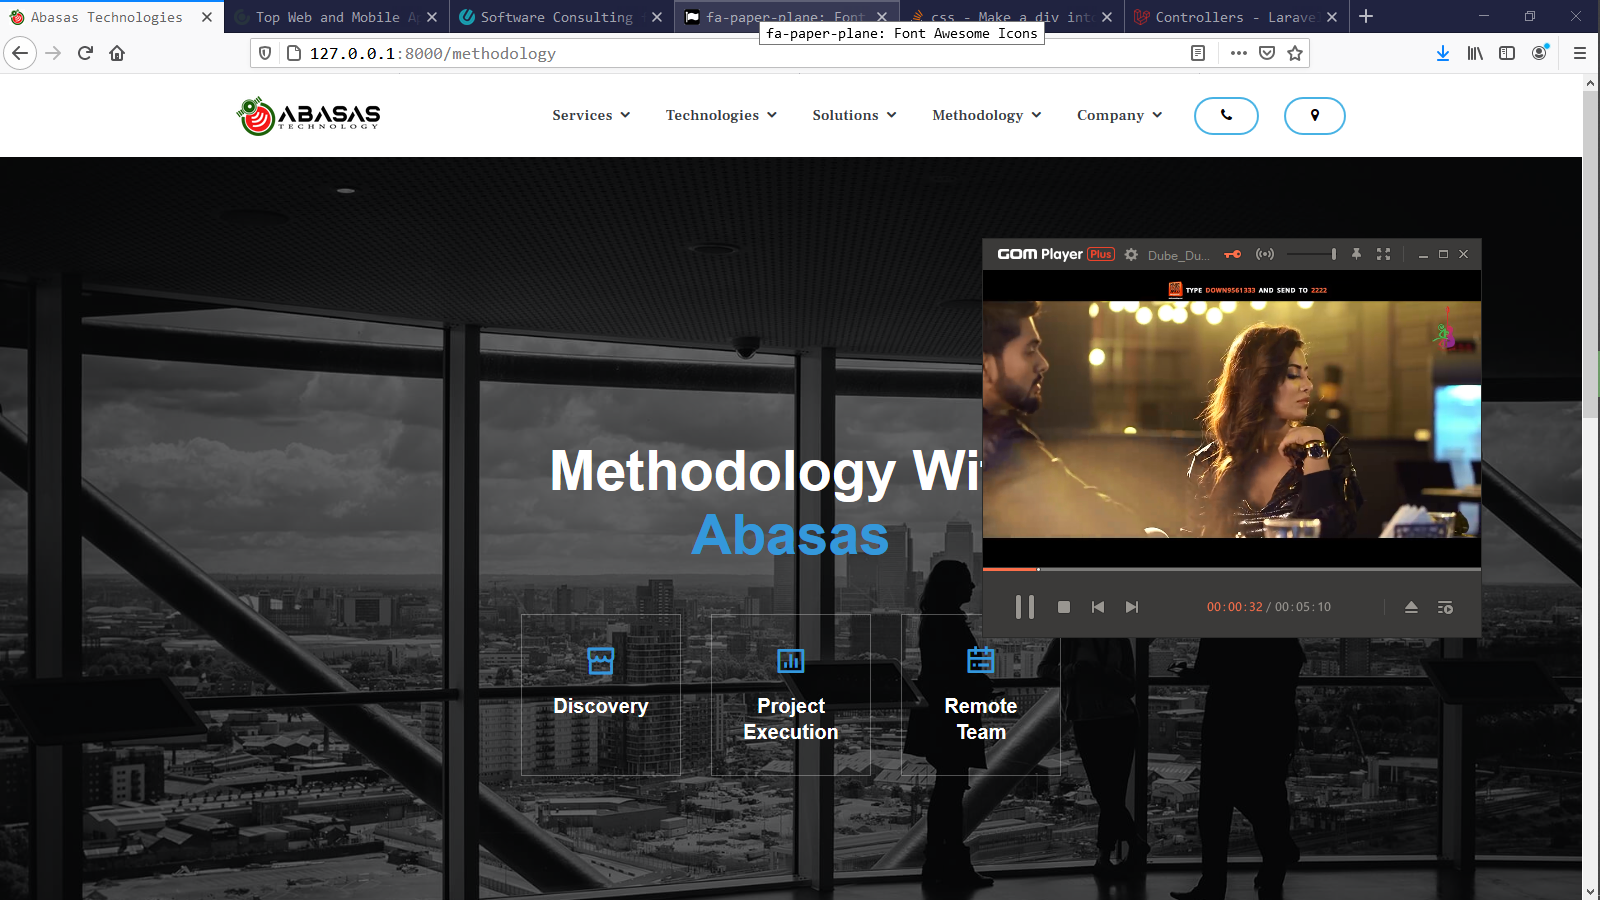 Abasas Technologies
Top Web and Mobile Ap
Software Consulting
fa-paper-plane: Font
css - Make a div int
Controllers - Larave
fa-paper-plane: Font Awesome Icons
127.0.0.1:8000/methodology
ABASAS
TECHNOLOGY
Services
Technologies
Solutions
Methodology
Company
GOM Player Plus
Dube_Du...
TYPE DOWN9561333 AND SEND TO 2222
Methodology Wi
Abasas
00:00:32 / 00:05:10
Discovery
Project
Execution
Remote
Team